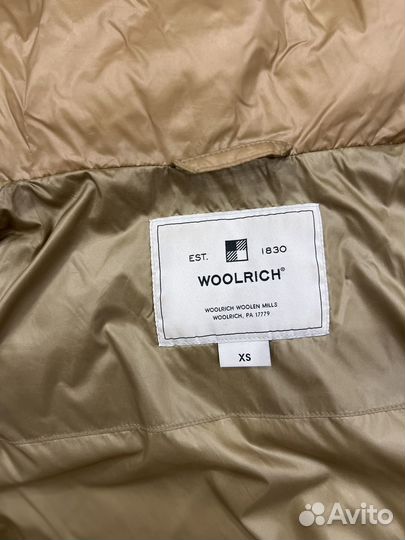 EST. 1830
WOOLRICH®
WOOLRICH WOOLEN MILLS
WOOLRICH, PA 17779
XS
Avito